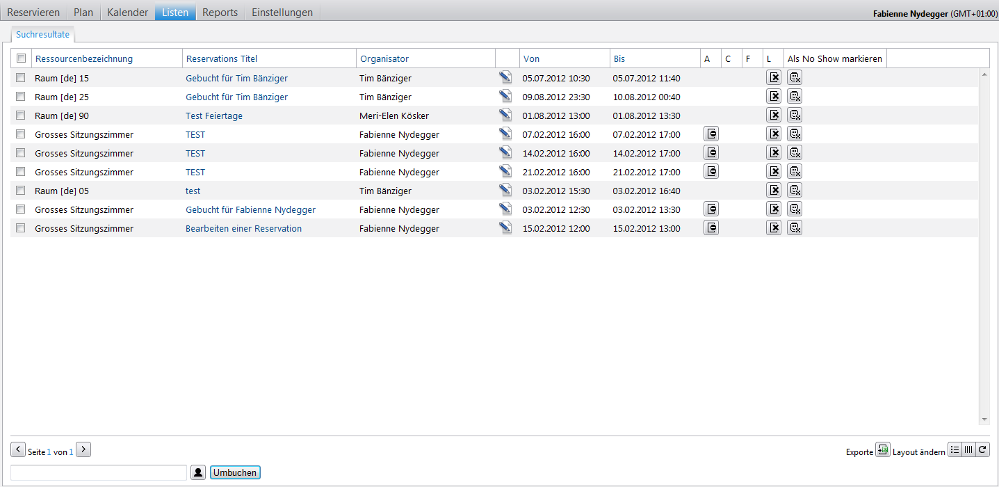 Reservieren Plan Kalender Listen Reports Einstellungen Fabienne Nydegger (GMT+01:00)
Suchresultate
Ressourcenbezeichnung Reservations Titel Organisator Von Bis A C F L Als No Show markieren
Raum [de] 15 Gebucht für Tim Bänziger Tim Bänziger 05.07.2012 10:30 05.07.2012 11:40
Raum [de] 25 Gebucht für Tim Bänziger Tim Bänziger 09.08.2012 23:30 10.08.2012 00:40
Raum [de] 90 Test Feiertage Meri-Elen Kösker 01.08.2012 13:00 01.08.2012 13:30
Grosses Sitzungszimmer TEST Fabienne Nydegger 07.02.2012 16:00 07.02.2012 17:00
Grosses Sitzungszimmer TEST Fabienne Nydegger 14.02.2012 16:00 14.02.2012 17:00
Grosses Sitzungszimmer TEST Fabienne Nydegger 21.02.2012 16:00 21.02.2012 17:00
Raum [de] 05 test Tim Bänziger 03.02.2012 15:30 03.02.2012 16:40
Grosses Sitzungszimmer Gebucht für Fabienne Nydegger Fabienne Nydegger 03.02.2012 12:30 03.02.2012 13:30
Grosses Sitzungszimmer Bearbeiten einer Reservation Fabienne Nydegger 15.02.2012 12:00 15.02.2012 13:00
Seite 1 von 1 Exporte Layout ändern
Umbuchen